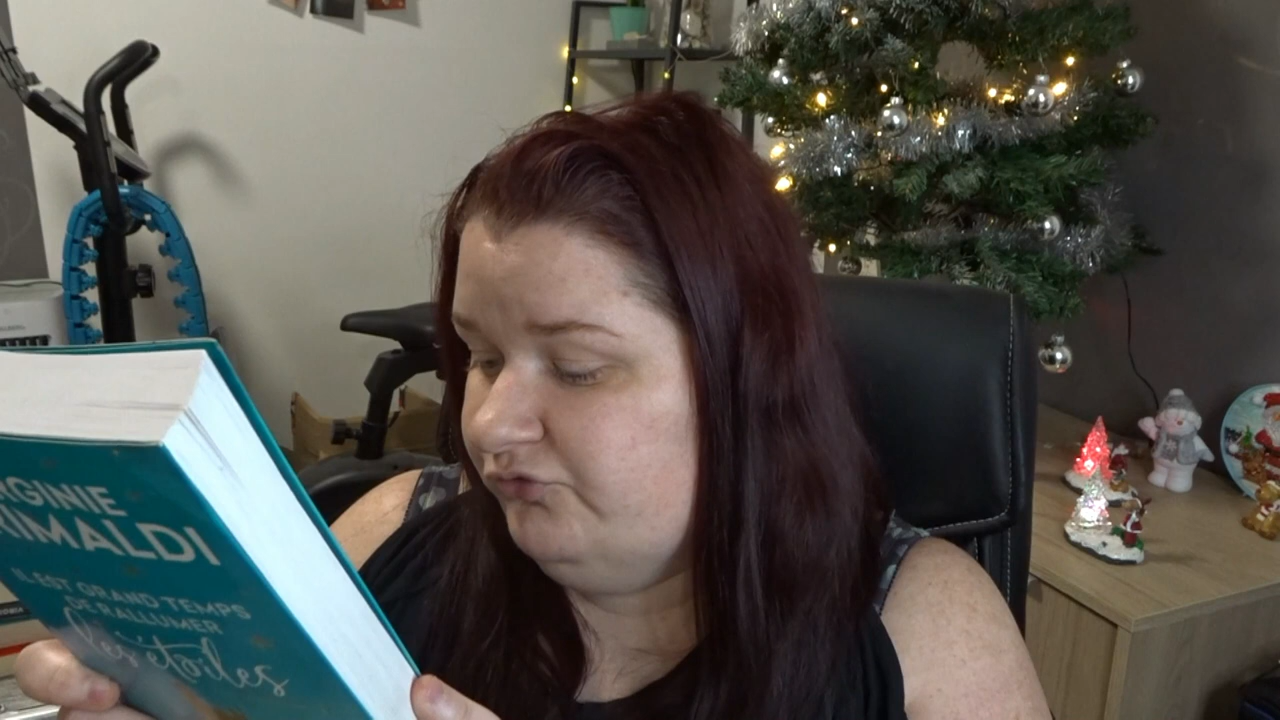 RGINIE
RIMALDI
IL EST GRAND TEMPS
DE RALLUMER
les étoiles